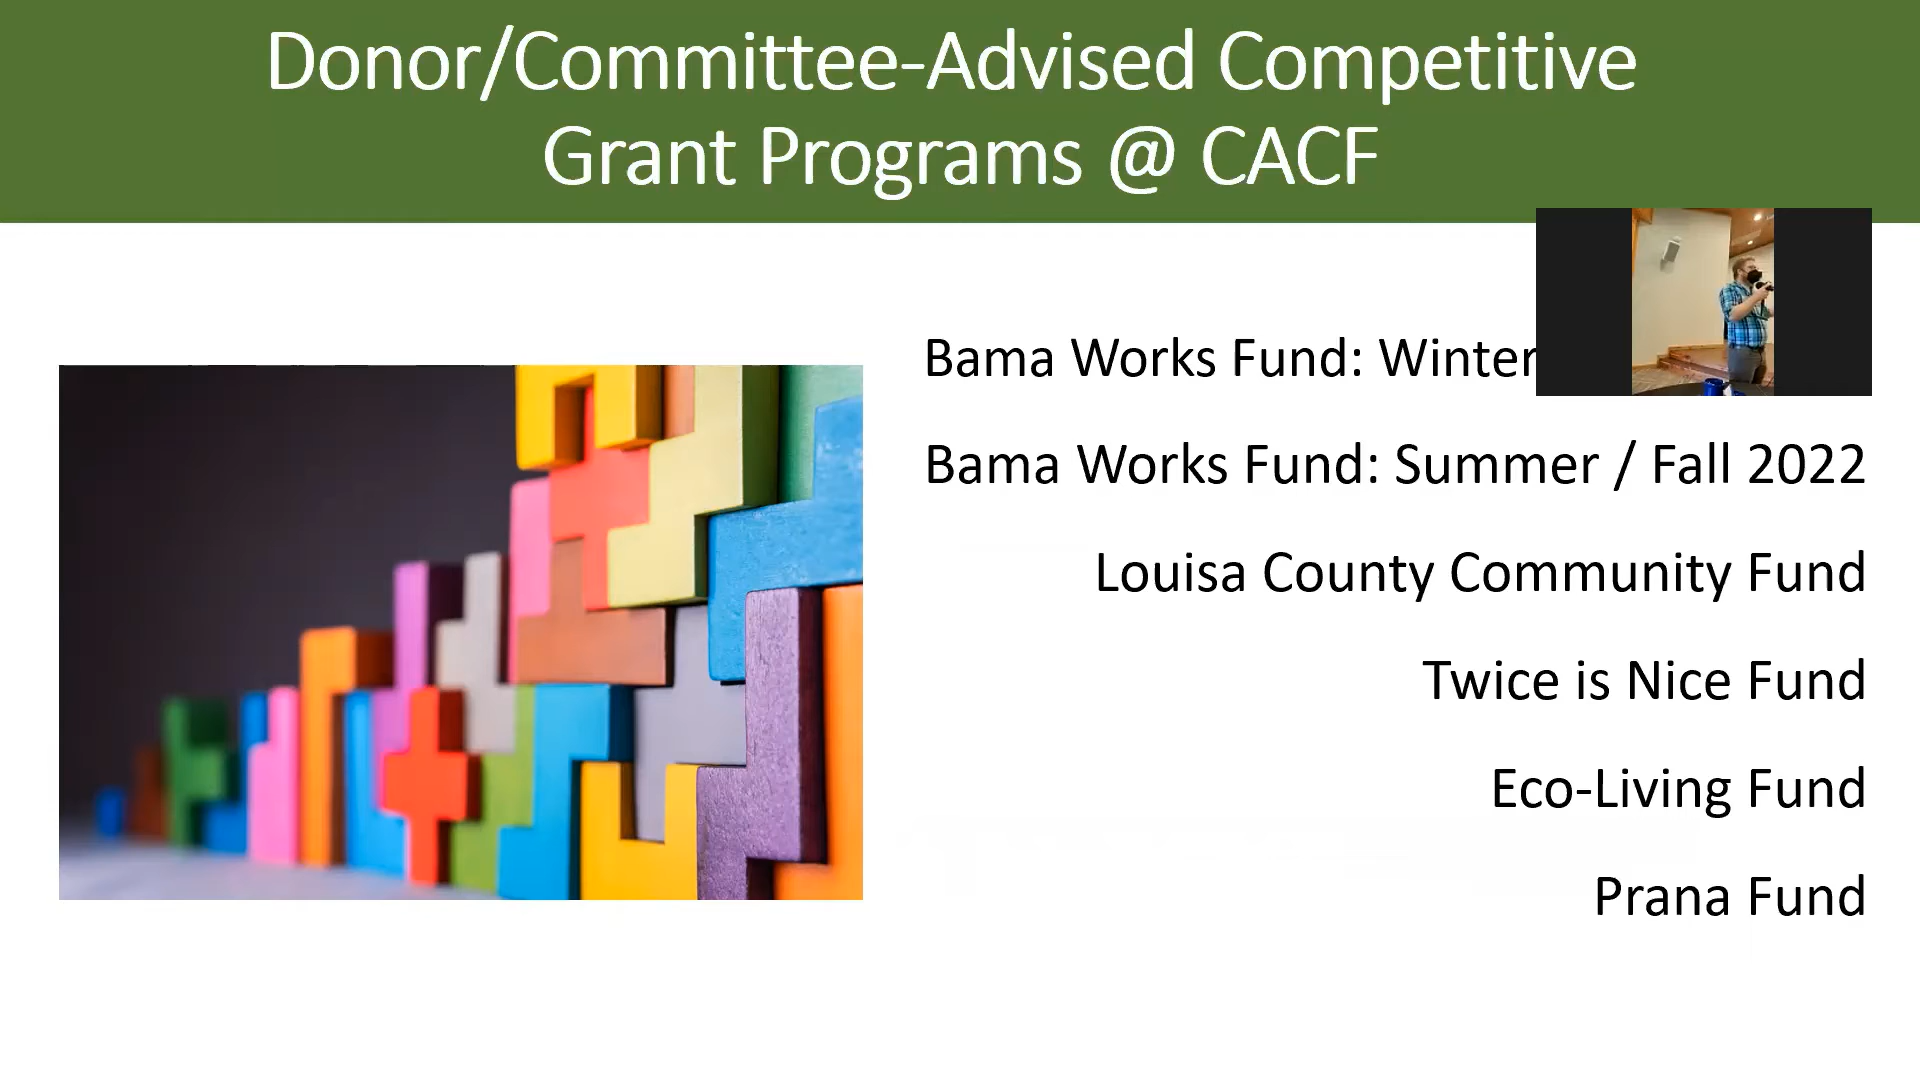 Donor/Committee-Advised Competitive
Grant Programs @ CACF
Bama Works Fund: Winter
Bama Works Fund: Summer / Fall 2022
Louisa County Community Fund
Twice is Nice Fund
Eco-Living Fund
Prana Fund